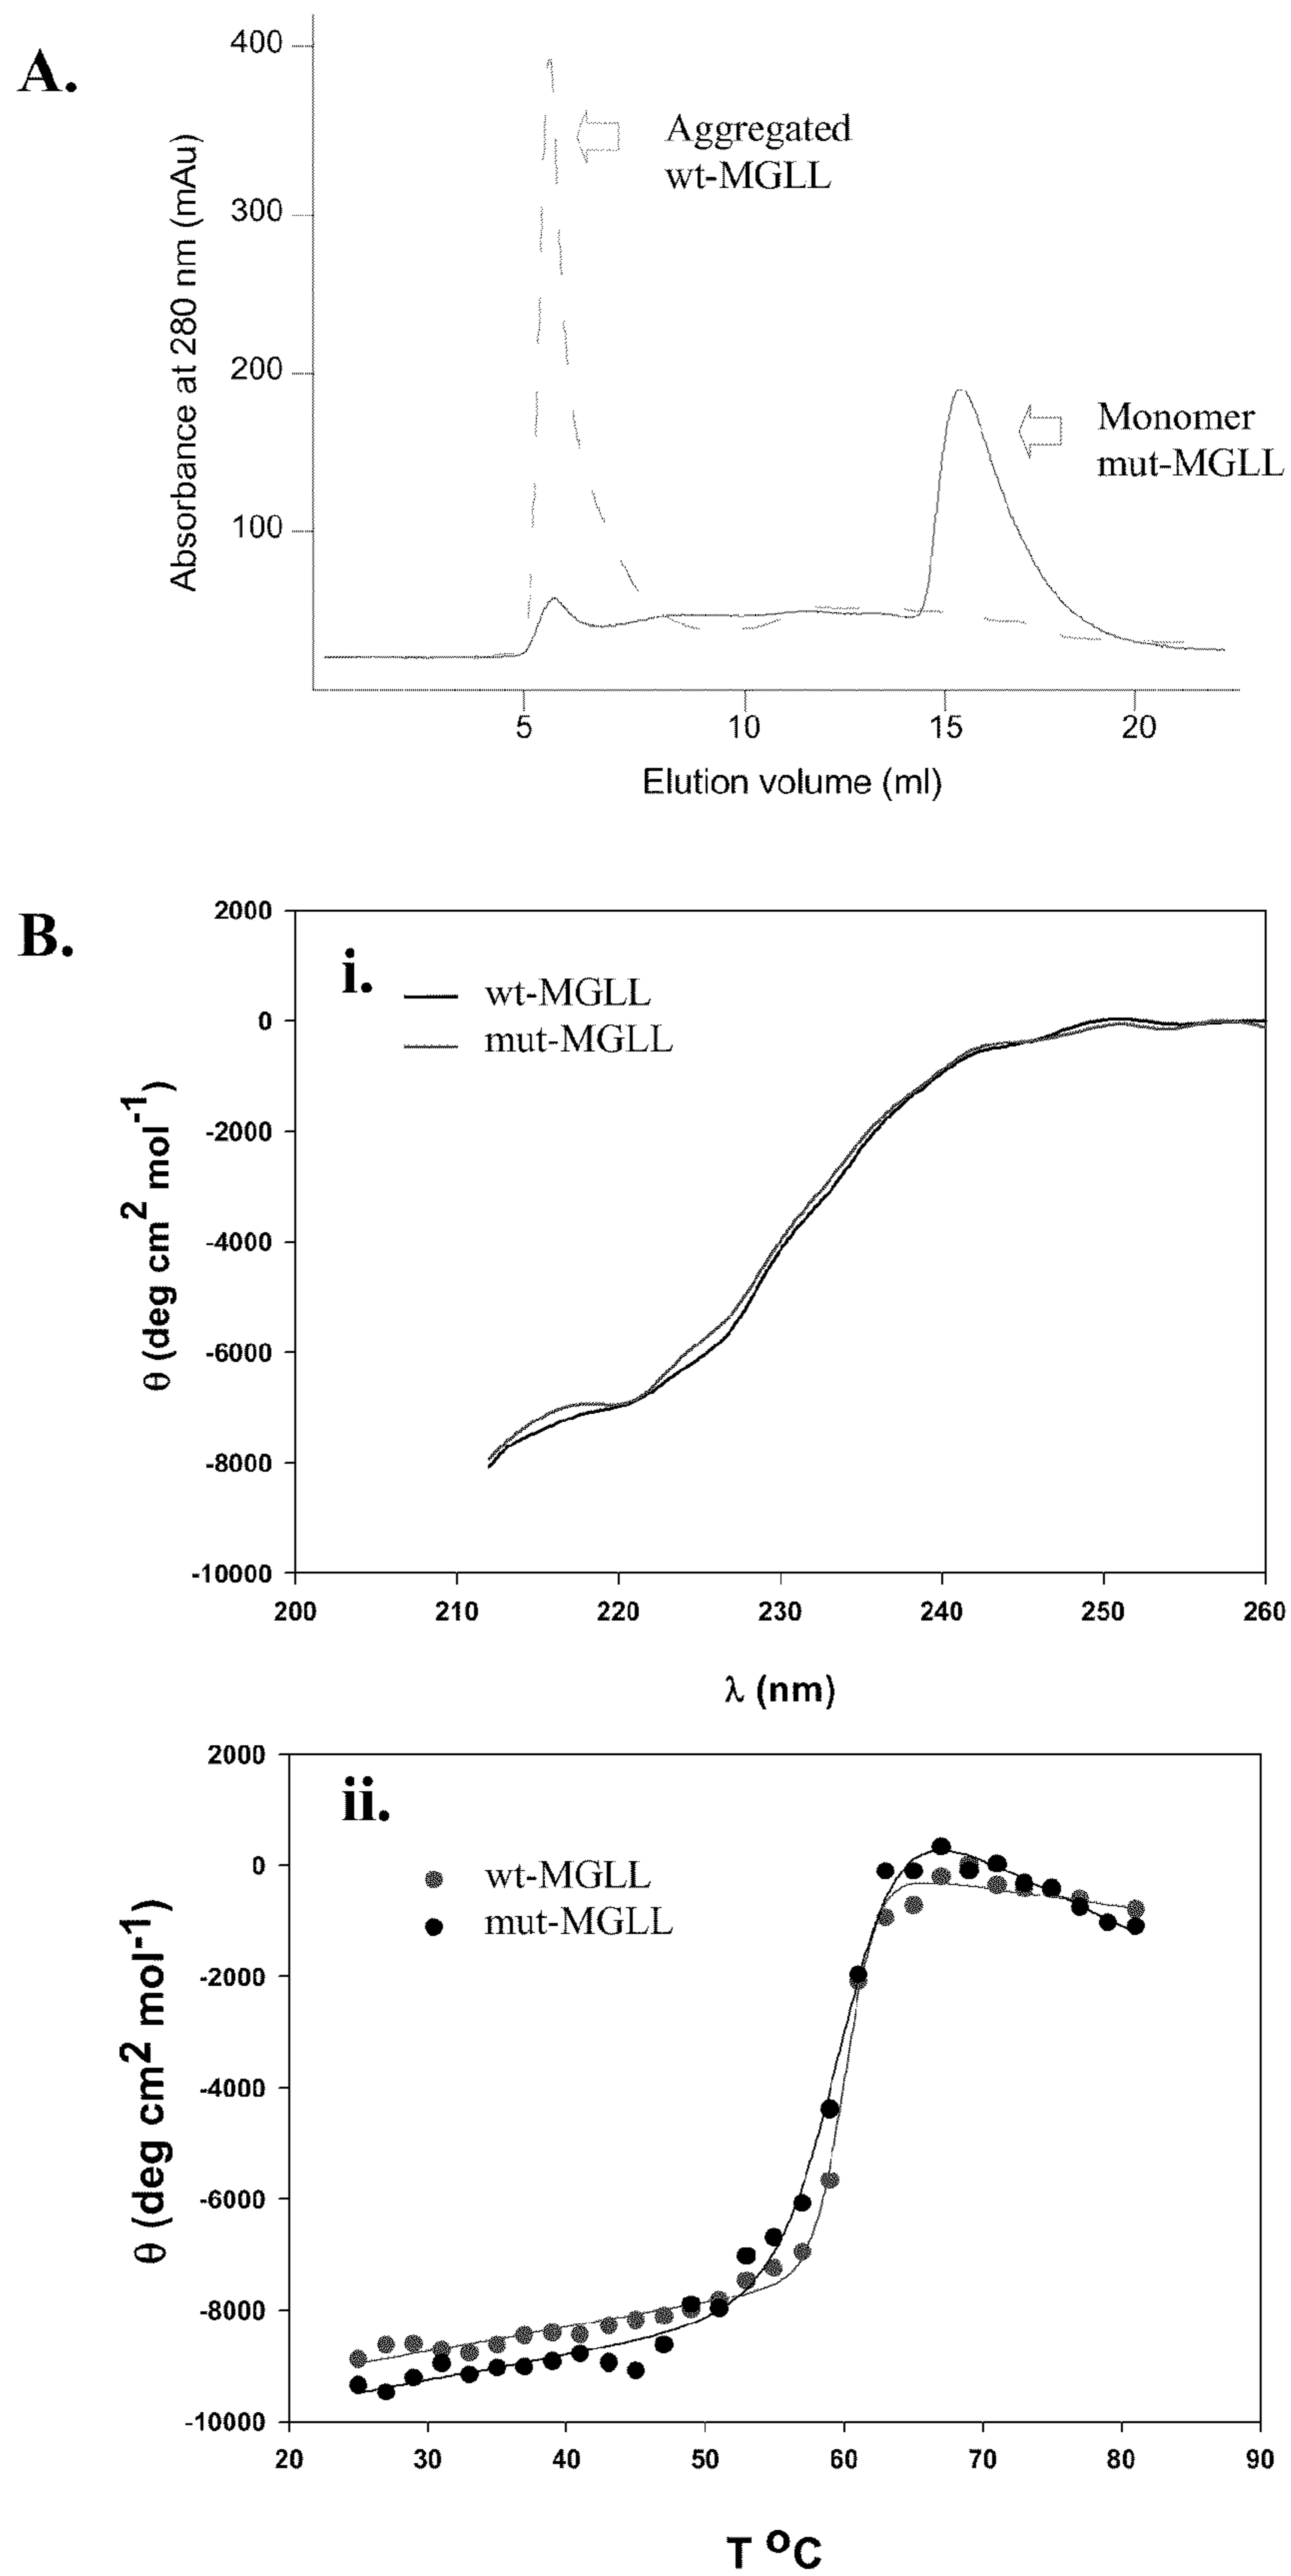 A.
400
300
200
100
Absorbance at 280 nm (mAu)
Aggregated
wt-MGLL
Monomer
mut-MGLL
5 10 15 20
Elution volume (ml)
B.
i.
wt-MGLL
mut-MGLL
2000
0
-2000
-4000
-6000
-8000
-10000
θ (deg cm² mol⁻¹)
200 210 220 230 240 250 260
λ (nm)
ii.
wt-MGLL
mut-MGLL
2000
0
-2000
-4000
-6000
-8000
-10000
θ (deg cm² mol⁻¹)
20 30 40 50 60 70 80 90
T ºC